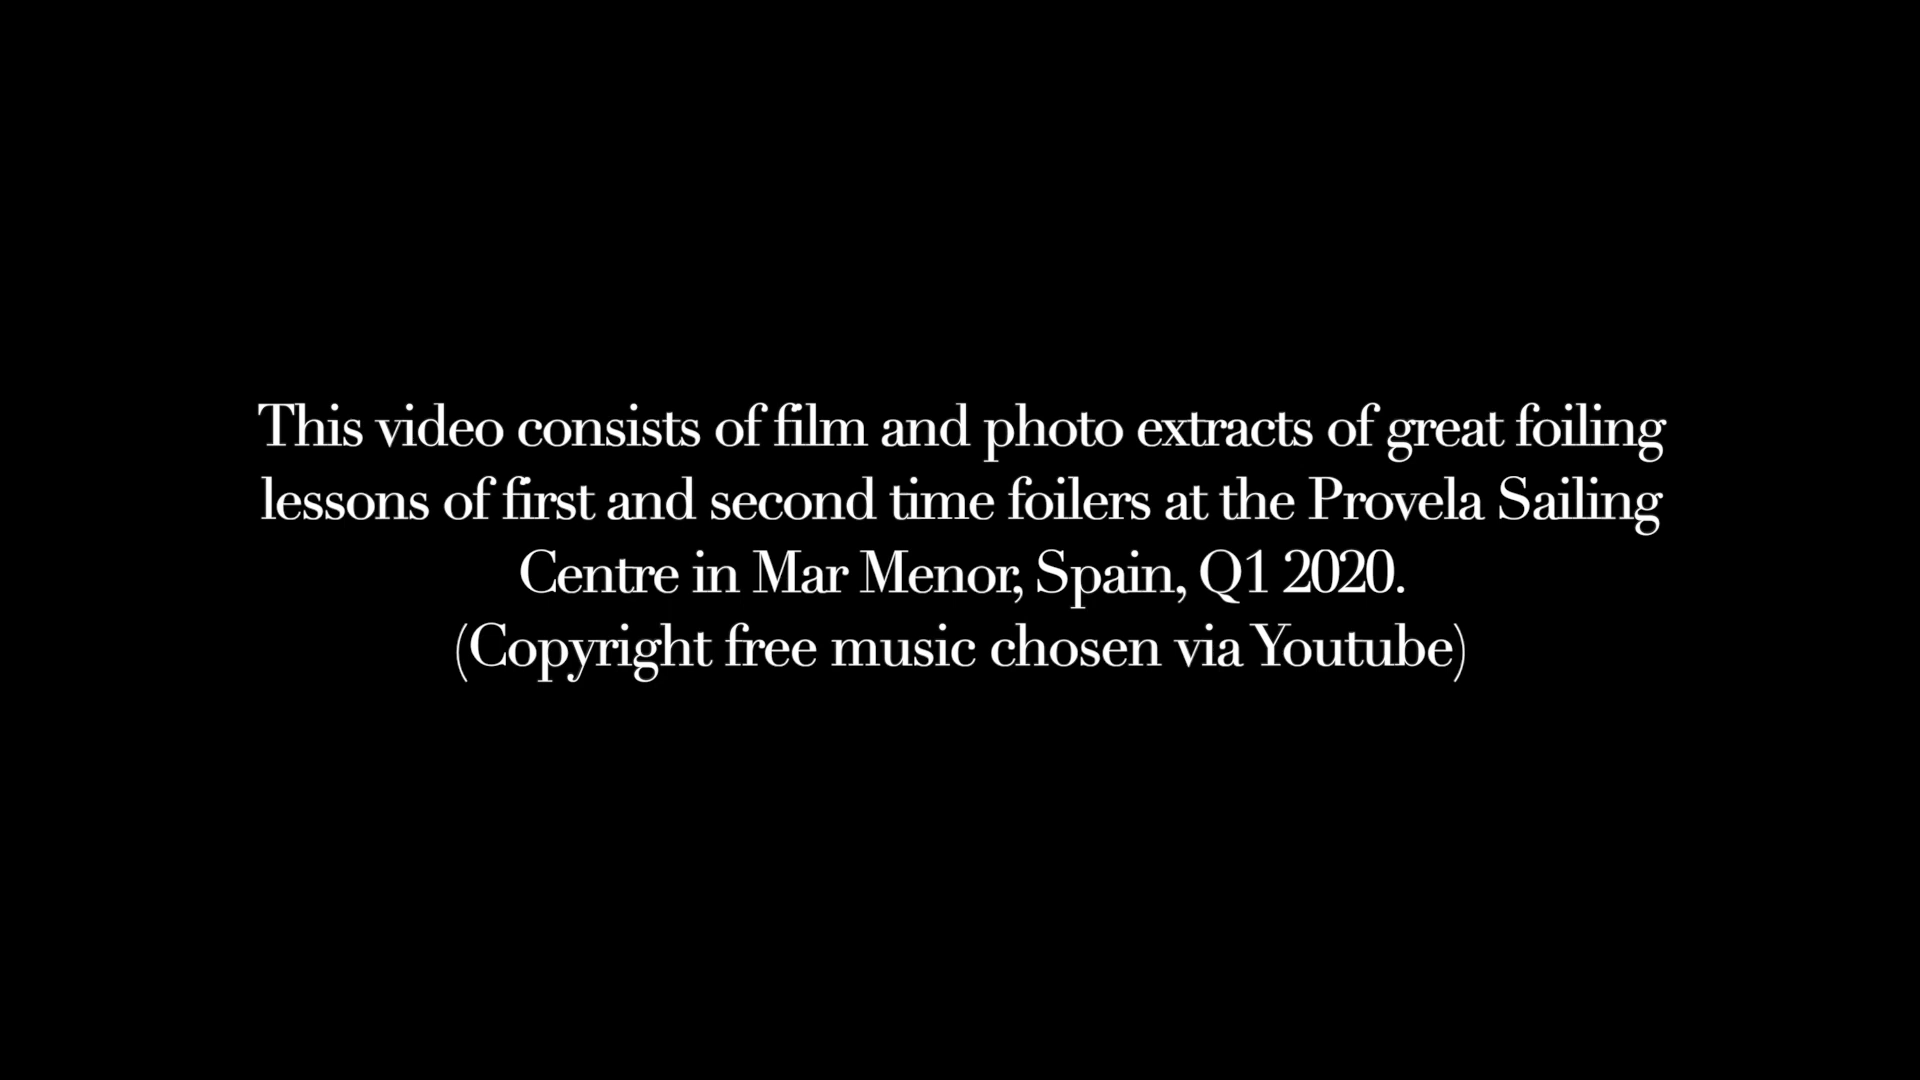 This video consists of film and photo extracts of great foiling
lessons of first and second time foilers at the Provela Sailing
Centre in Mar Menor, Spain, Q1 2020.
(Copyright free music chosen via Youtube)